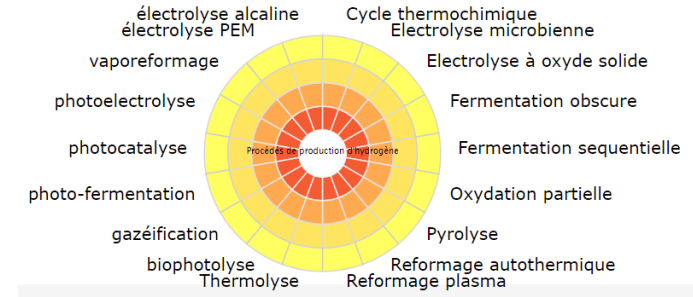 électrolyse alcaline
Cycle thermochimique
électrolyse PEM
Electrolyse microbienne
vaporeformage
Electrolyse à oxyde solide
photoelectrolyse
Fermentation obscure
photocatalyse
Procédés de production d'hydrogène
Fermentation sequentielle
photo-fermentation
Oxydation partielle
gazéification
Pyrolyse
biophotolyse
Reformage autothermique
Thermolyse
Reformage plasma